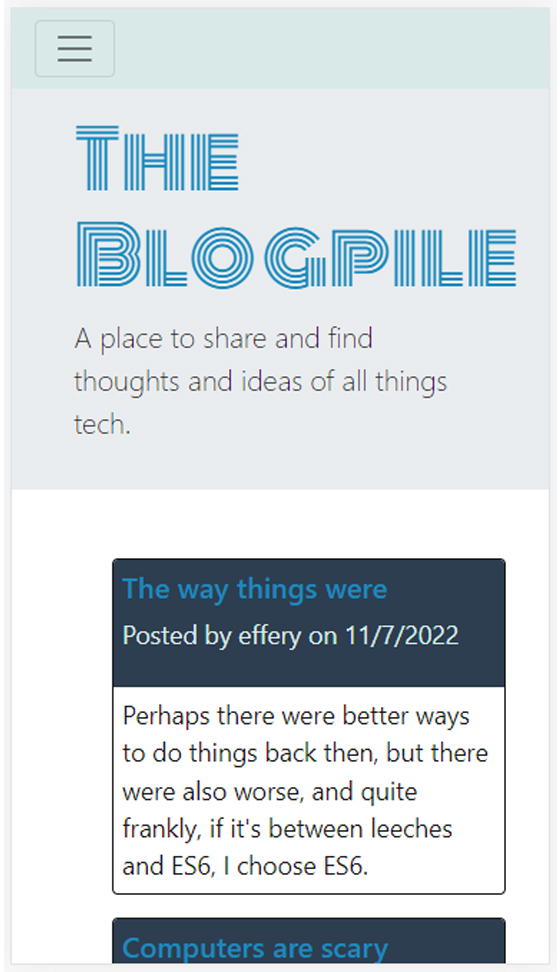 The
Blogpile
A place to share and find
thoughts and ideas of all things
tech.
The way things were
Posted by effery on 11/7/2022
Perhaps there were better ways
to do things back then, but there
were also worse, and quite
frankly, if it's between leeches
and ES6, I choose ES6.
Computers are scary